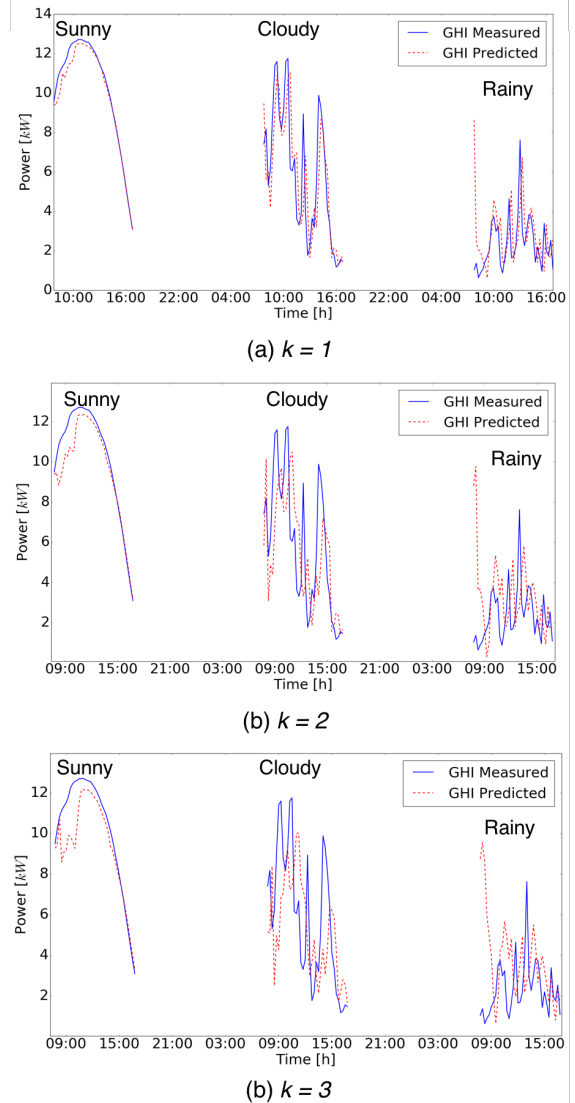 Sunny Cloudy
GHI Measured
GHI Predicted
Rainy
Power [kW]
14
12
10
8
6
4
2
0
10:00 16:00 22:00 04:00 10:00 16:00 22:00 04:00 10:00 16:00
Time [h]
(a) k = 1
Sunny Cloudy
GHI Measured
GHI Predicted
Rainy
Power [kW]
12
10
8
6
4
2
09:00 15:00 21:00 03:00 09:00 15:00 21:00 03:00 09:00 15:00
Time [h]
(b) k = 2
Sunny Cloudy
GHI Measured
GHI Predicted
Rainy
Power [kW]
12
10
8
6
4
2
09:00 15:00 21:00 03:00 09:00 15:00 21:00 03:00 09:00 15:00
Time [h]
(b) k = 3